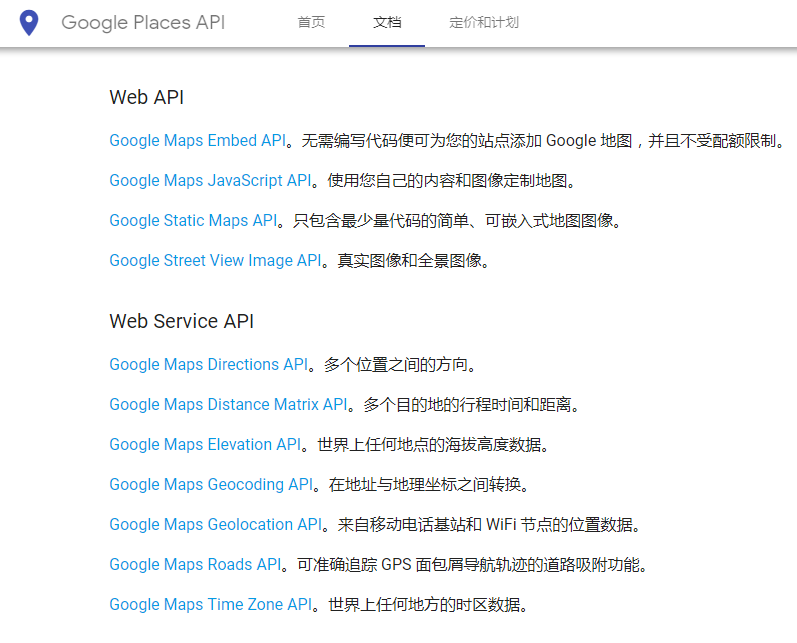 Google Places API 首页 文档 定价和计划
Web API
Google Maps Embed API。无需编写代码便可为您的站点添加 Google 地图，并且不受配额限制。
Google Maps JavaScript API。使用您自己的内容和图像定制地图。
Google Static Maps API。只包含最少量代码的简单、可嵌入式地图图像。
Google Street View Image API。真实图像和全景图像。
Web Service API
Google Maps Directions API。多个位置之间的方向。
Google Maps Distance Matrix API。多个目的地的行程时间和距离。
Google Maps Elevation API。世界上任何地点的海拔高度数据。
Google Maps Geocoding API。在地址与地理坐标之间转换。
Google Maps Geolocation API。来自移动电话基站和 WiFi 节点的位置数据。
Google Maps Roads API。可准确追踪 GPS 面包屑导航轨迹的道路吸附功能。
Google Maps Time Zone API。世界上任何地方的时区数据。